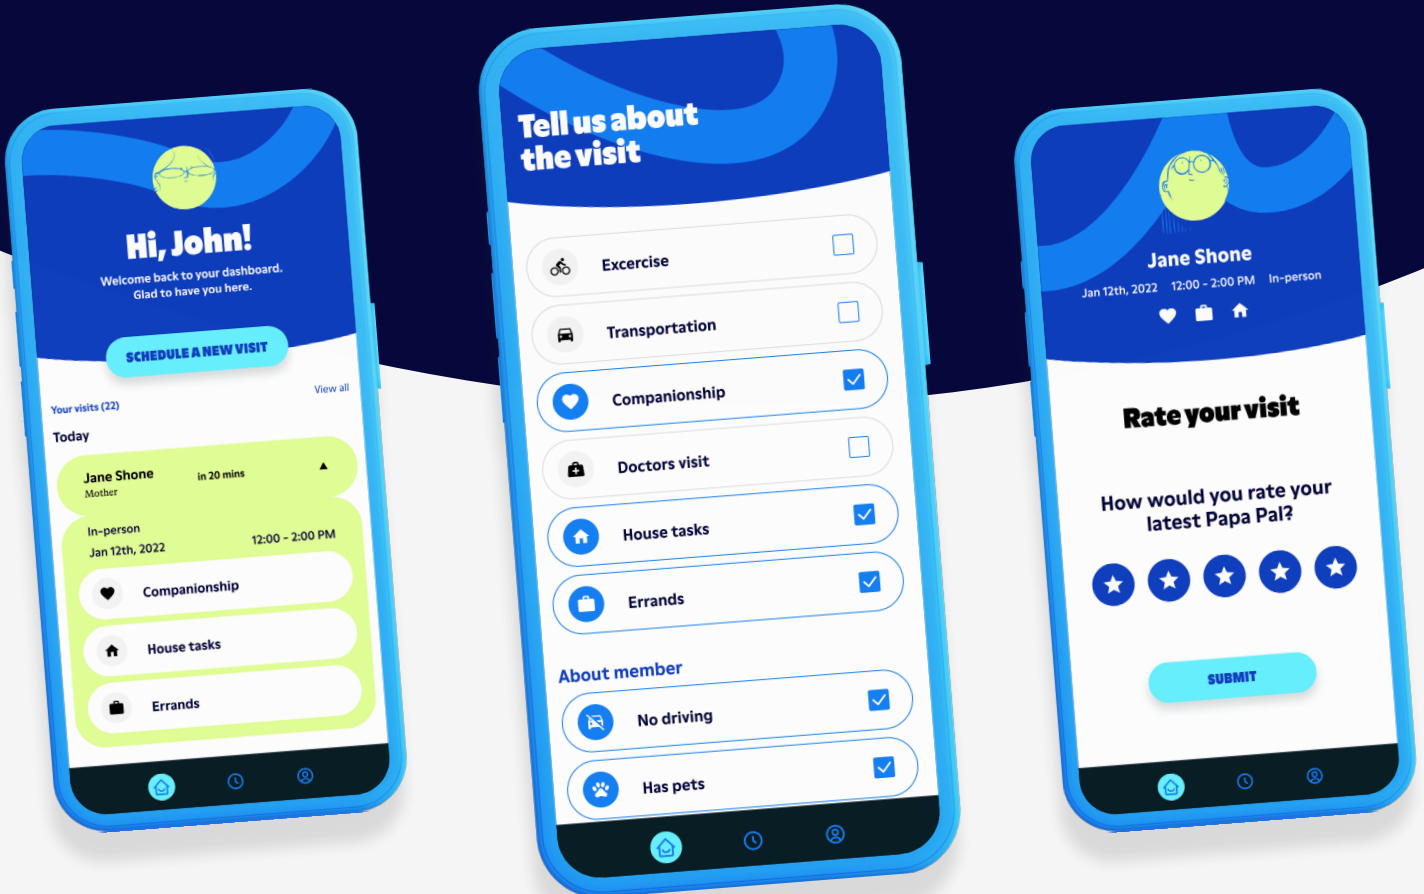 Hi, John!
Welcome back to your dashboard.
Glad to have you here.
SCHEDULE A NEW VISIT
View all
Your visits (22)
Today
Jane Shone
in 20 mins
Mother
In-person
Jan 12th, 2022
12:00 - 2:00 PM
Companionship
House tasks
Errands
Tell us about
the visit
Excercise
Transportation
Companionship
Doctors visit
House tasks
Errands
About member
No driving
Has pets
Jane Shone
Jan 12th, 2022 12:00 - 2:00 PM In-person
Rate your visit
How would you rate your
latest Papa Pal?
SUBMIT